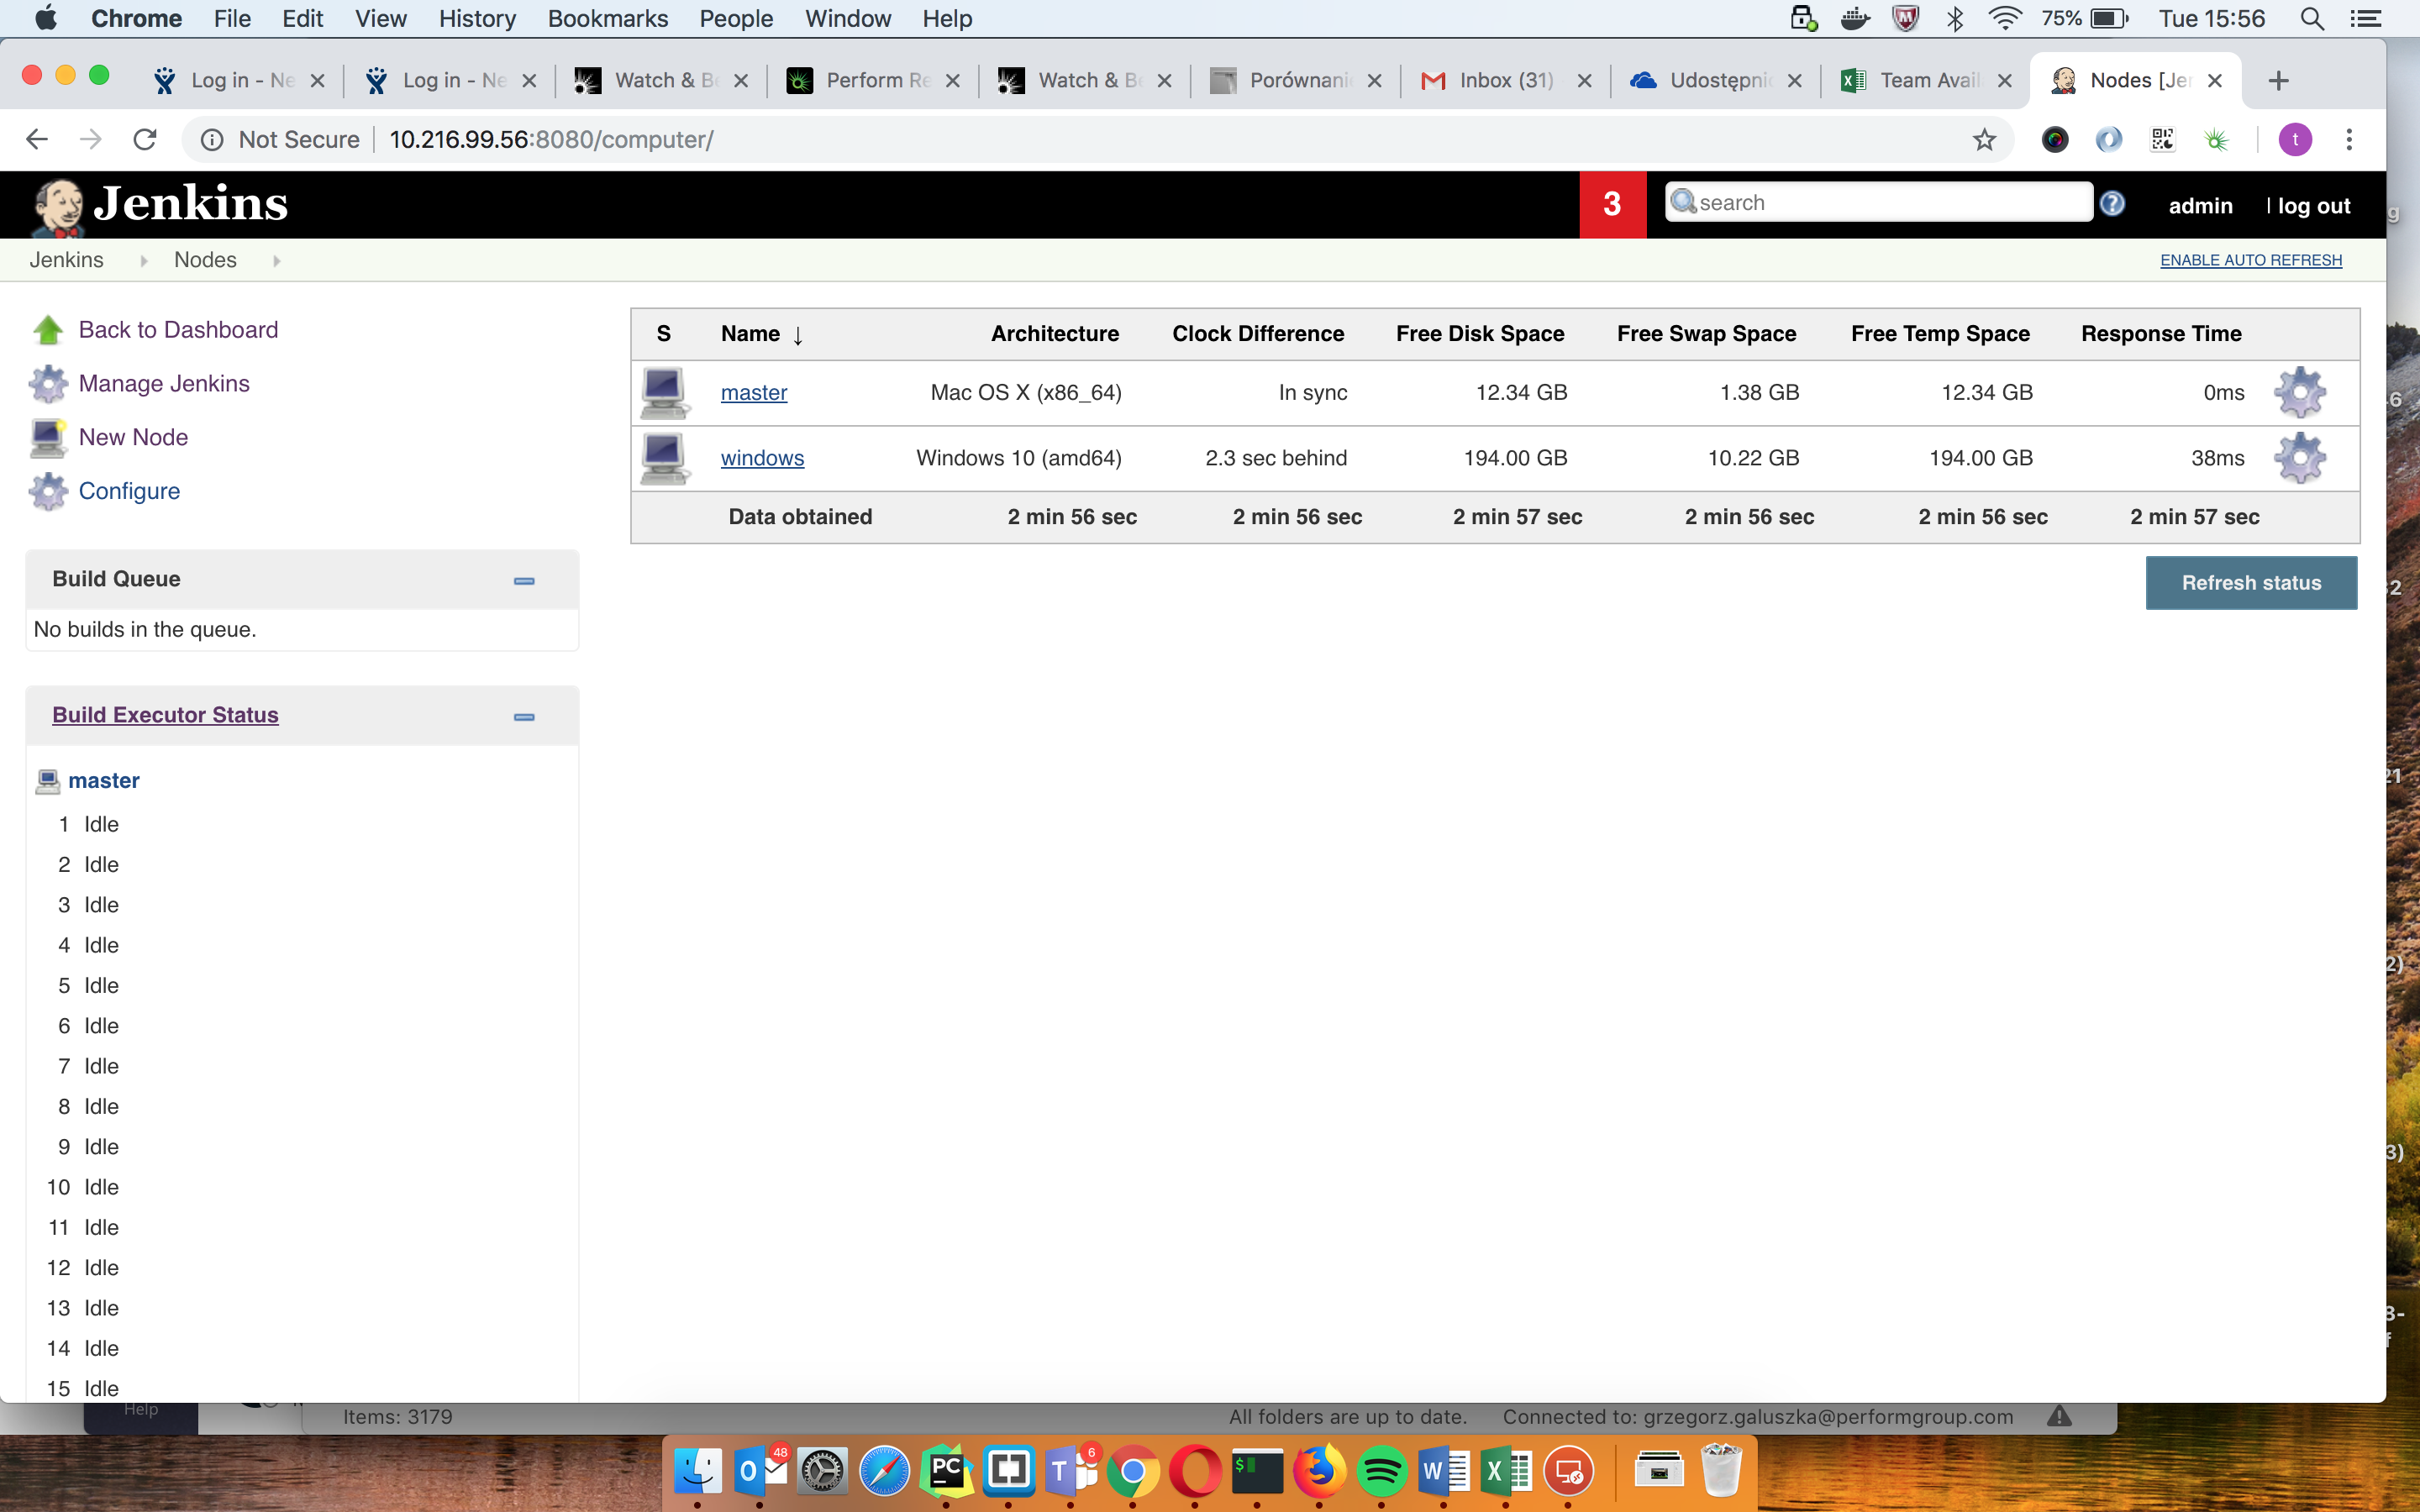 Chrome File Edit View History Bookmarks People Window Help 75% Tue 15:56
Log in - Ne Log in - Ne Watch & Be Perform Re Watch & Be Porównani Inbox (31) Udostępni Team Avail Nodes [Jer
Not Secure 10.216.99.56:8080/computer/ t
Jenkins 3 search ? admin | log out
Jenkins Nodes ENABLE AUTO REFRESH
Back to Dashboard
Manage Jenkins
New Node
Configure
S Name ↓ Architecture Clock Difference Free Disk Space Free Swap Space Free Temp Space Response Time
master Mac OS X (x86_64) In sync 12.34 GB 1.38 GB 12.34 GB 0ms
windows Windows 10 (amd64) 2.3 sec behind 194.00 GB 10.22 GB 194.00 GB 38ms
Data obtained 2 min 56 sec 2 min 56 sec 2 min 57 sec 2 min 56 sec 2 min 56 sec 2 min 57 sec
Refresh status
Build Queue
No builds in the queue.
Build Executor Status
master
1 Idle
2 Idle
3 Idle
4 Idle
5 Idle
6 Idle
7 Idle
8 Idle
9 Idle
10 Idle
11 Idle
12 Idle
13 Idle
14 Idle
15 Idle
Help Items: 3179 All folders are up to date. Connected to: grzegorz.galuszka@performgroup.com
48 PC T 6 $ W X